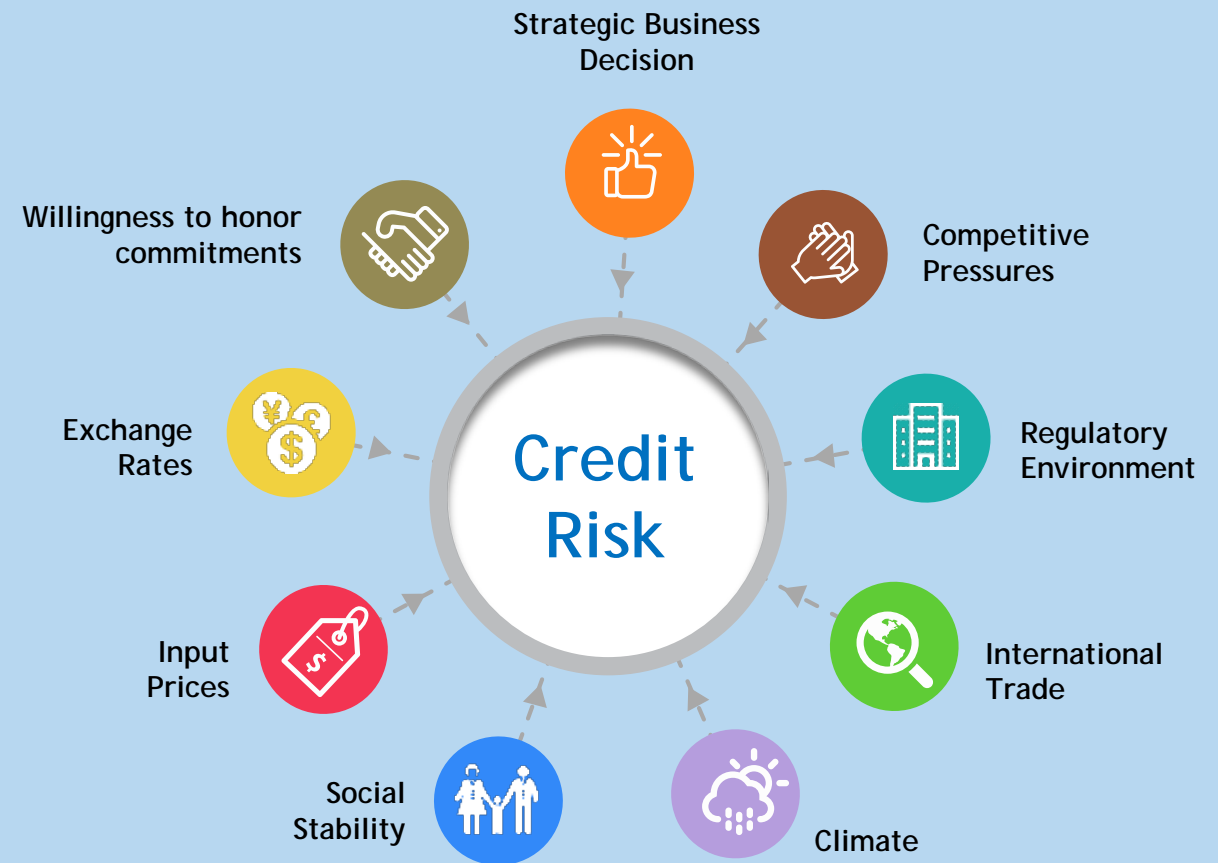 Strategic Business
Decision
Willingness to honor
commitments
Competitive
Pressures
Exchange
Rates
Credit
Risk
Regulatory
Environment
Input
Prices
International
Trade
Social
Stability
Climate
¥
£
$
$